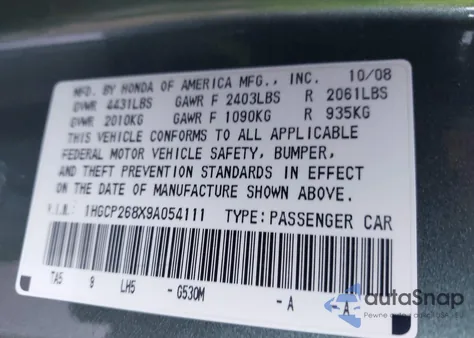 MFD. BY HONDA OF AMERICA MFG., INC. 10/08
GVWR 4431LBS GAWR F 2403LBS R 2061LBS
GVWR 2010KG GAWR F 1090KG R 935KG
THIS VEHICLE CONFORMS TO ALL APPLICABLE
FEDERAL MOTOR VEHICLE SAFETY, BUMPER,
AND THEFT PREVENTION STANDARDS IN EFFECT
ON THE DATE OF MANUFACTURE SHOWN ABOVE.
V.I.N.: 1HGCP268X9A054111 TYPE: PASSENGER CAR
TA5 9 LH5 - G530M - A - A
autoSnap